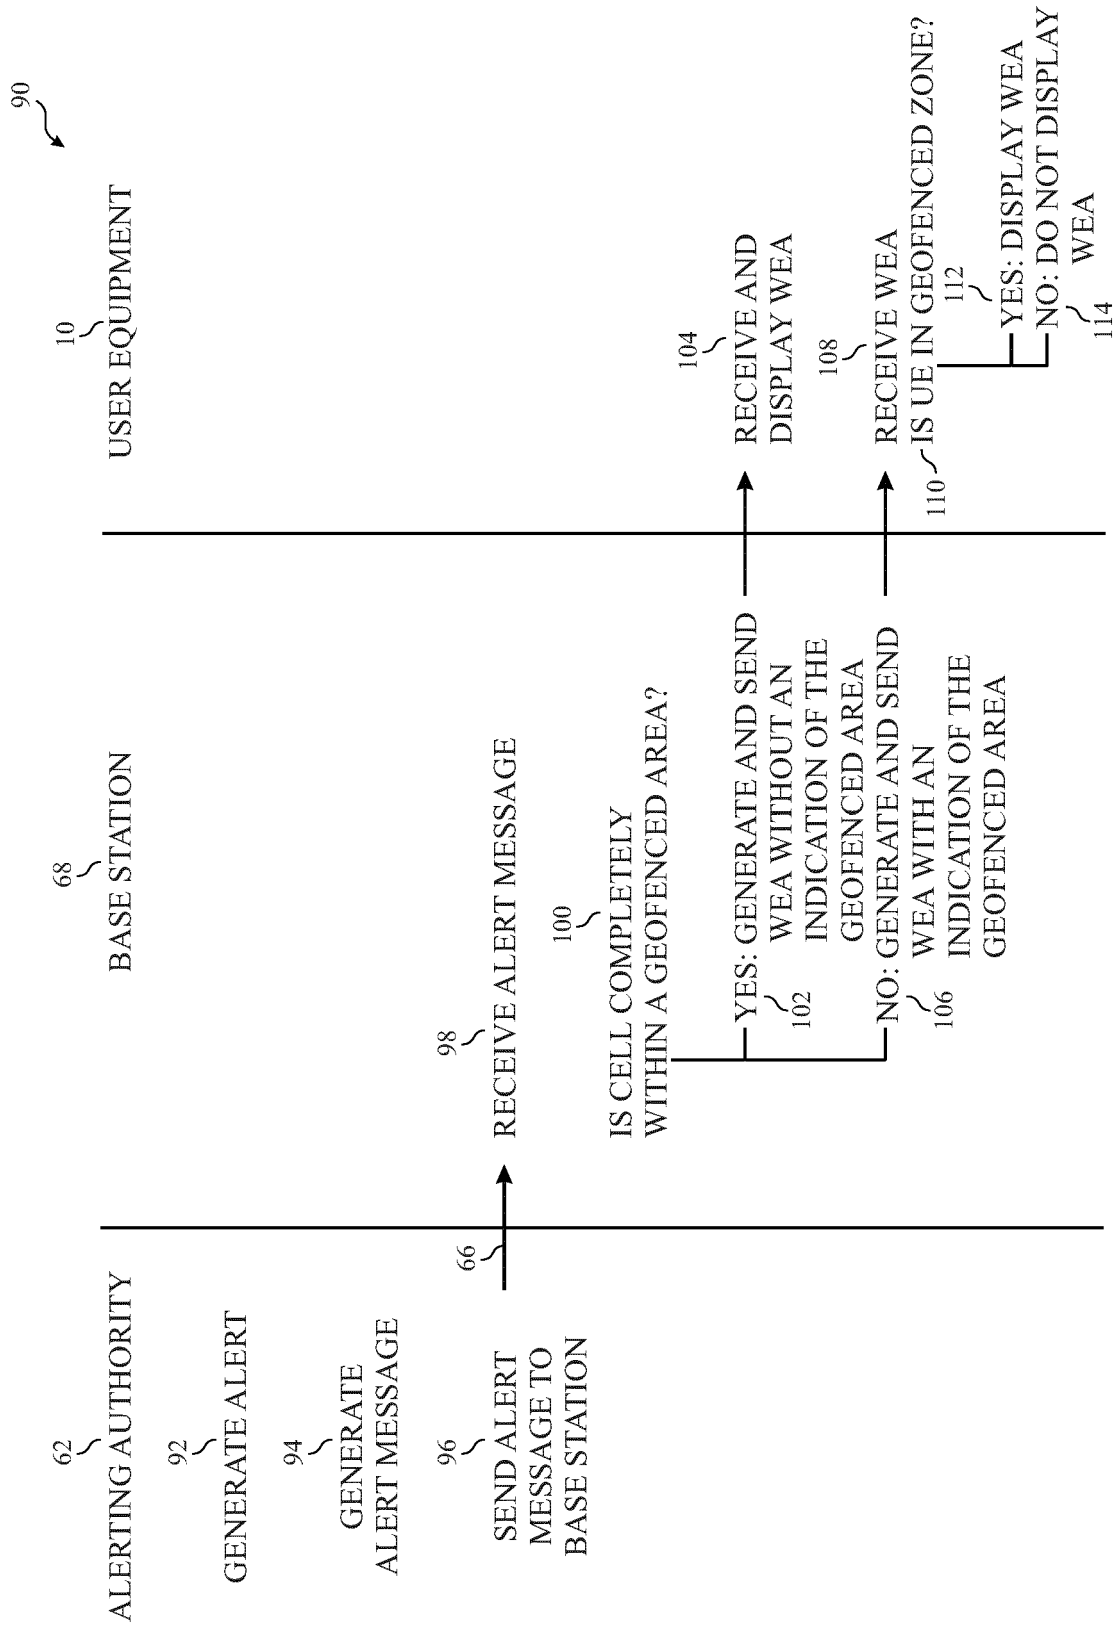 90
62
ALERTING AUTHORITY
68
BASE STATION
10
USER EQUIPMENT
92
GENERATE ALERT
94
GENERATE
ALERT MESSAGE
96
SEND ALERT
MESSAGE TO
BASE STATION
66
98
RECEIVE ALERT MESSAGE
100
IS CELL COMPLETELY
WITHIN A GEOFENCED AREA?
YES: GENERATE AND SEND
WEA WITHOUT AN
INDICATION OF THE
GEOFENCED AREA
102
NO: GENERATE AND SEND
WEA WITH AN
INDICATION OF THE
GEOFENCED AREA
106
104
RECEIVE AND
DISPLAY WEA
108
RECEIVE WEA
IS UE IN GEOFENCED ZONE?
110
112
YES: DISPLAY WEA
NO: DO NOT DISPLAY
WEA
114